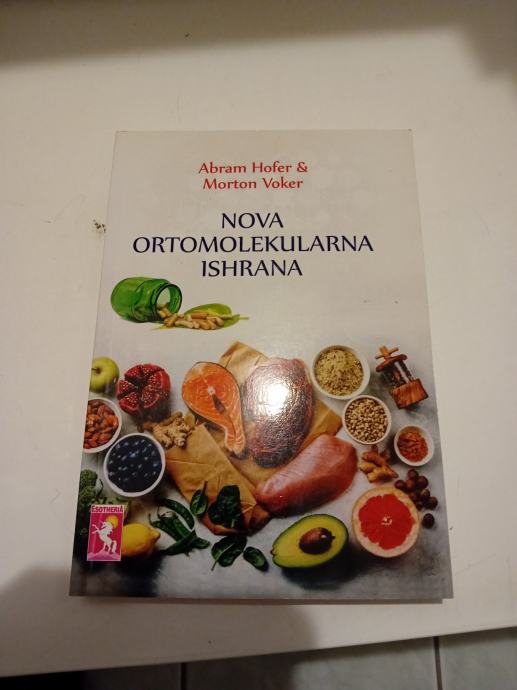 Abram Hofer &
Morton Voker
NOVA
ORTOMOLEKULARNA
ISHRANA
ESOTHERIA